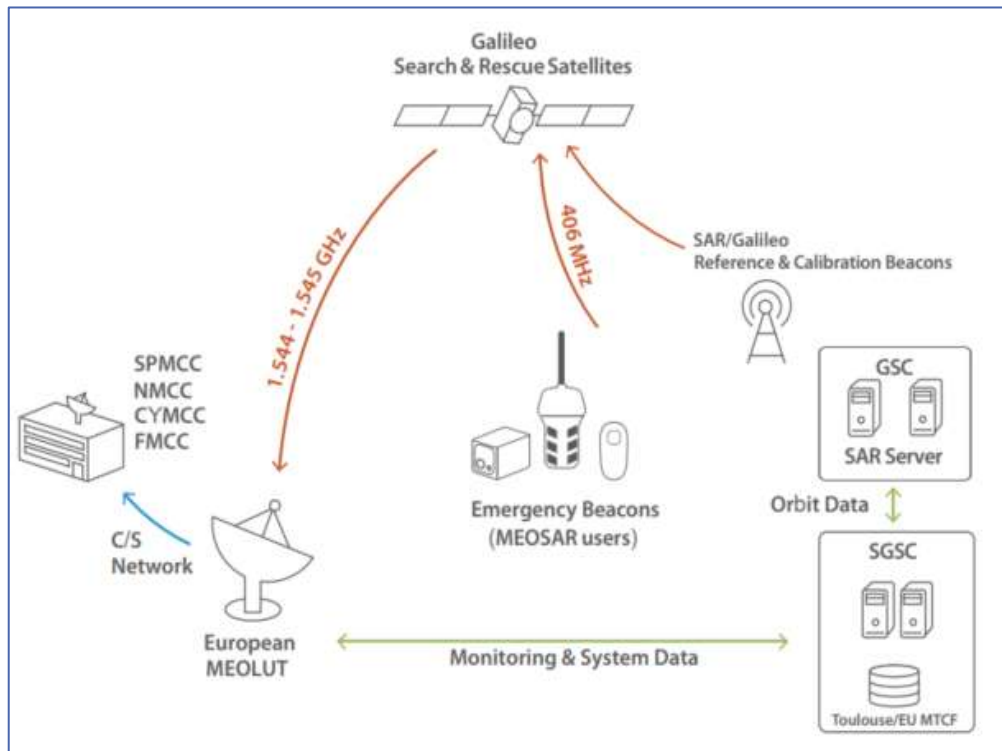 Galileo
Search & Rescue Satellites
1.544 - 1.545 GHz
406 MHz
SAR/Galileo
Reference & Calibration Beacons
SPMCC
NMCC
CYMCC
FMCC
GSC
SAR Server
Emergency Beacons
(MEOSAR users)
Orbit Data
C/S
Network
SGSC
European
MEOLUT
Monitoring & System Data
Toulouse/EU MTCF